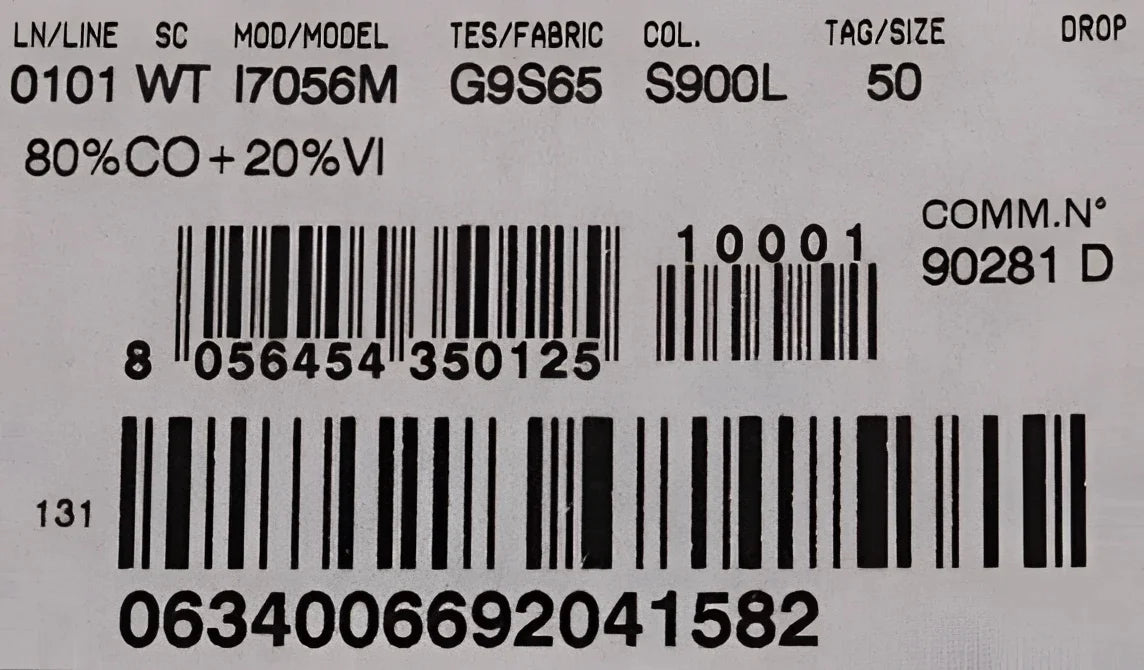 LN/LINE SC MOD/MODEL TES/FABRIC COL. TAG/SIZE DROP
0101 WT I7056M G9S65 S900L 50
80%CO+20%VI
COMM.N°
90281 D
10001
8 056454 350125
131
0634006692041582